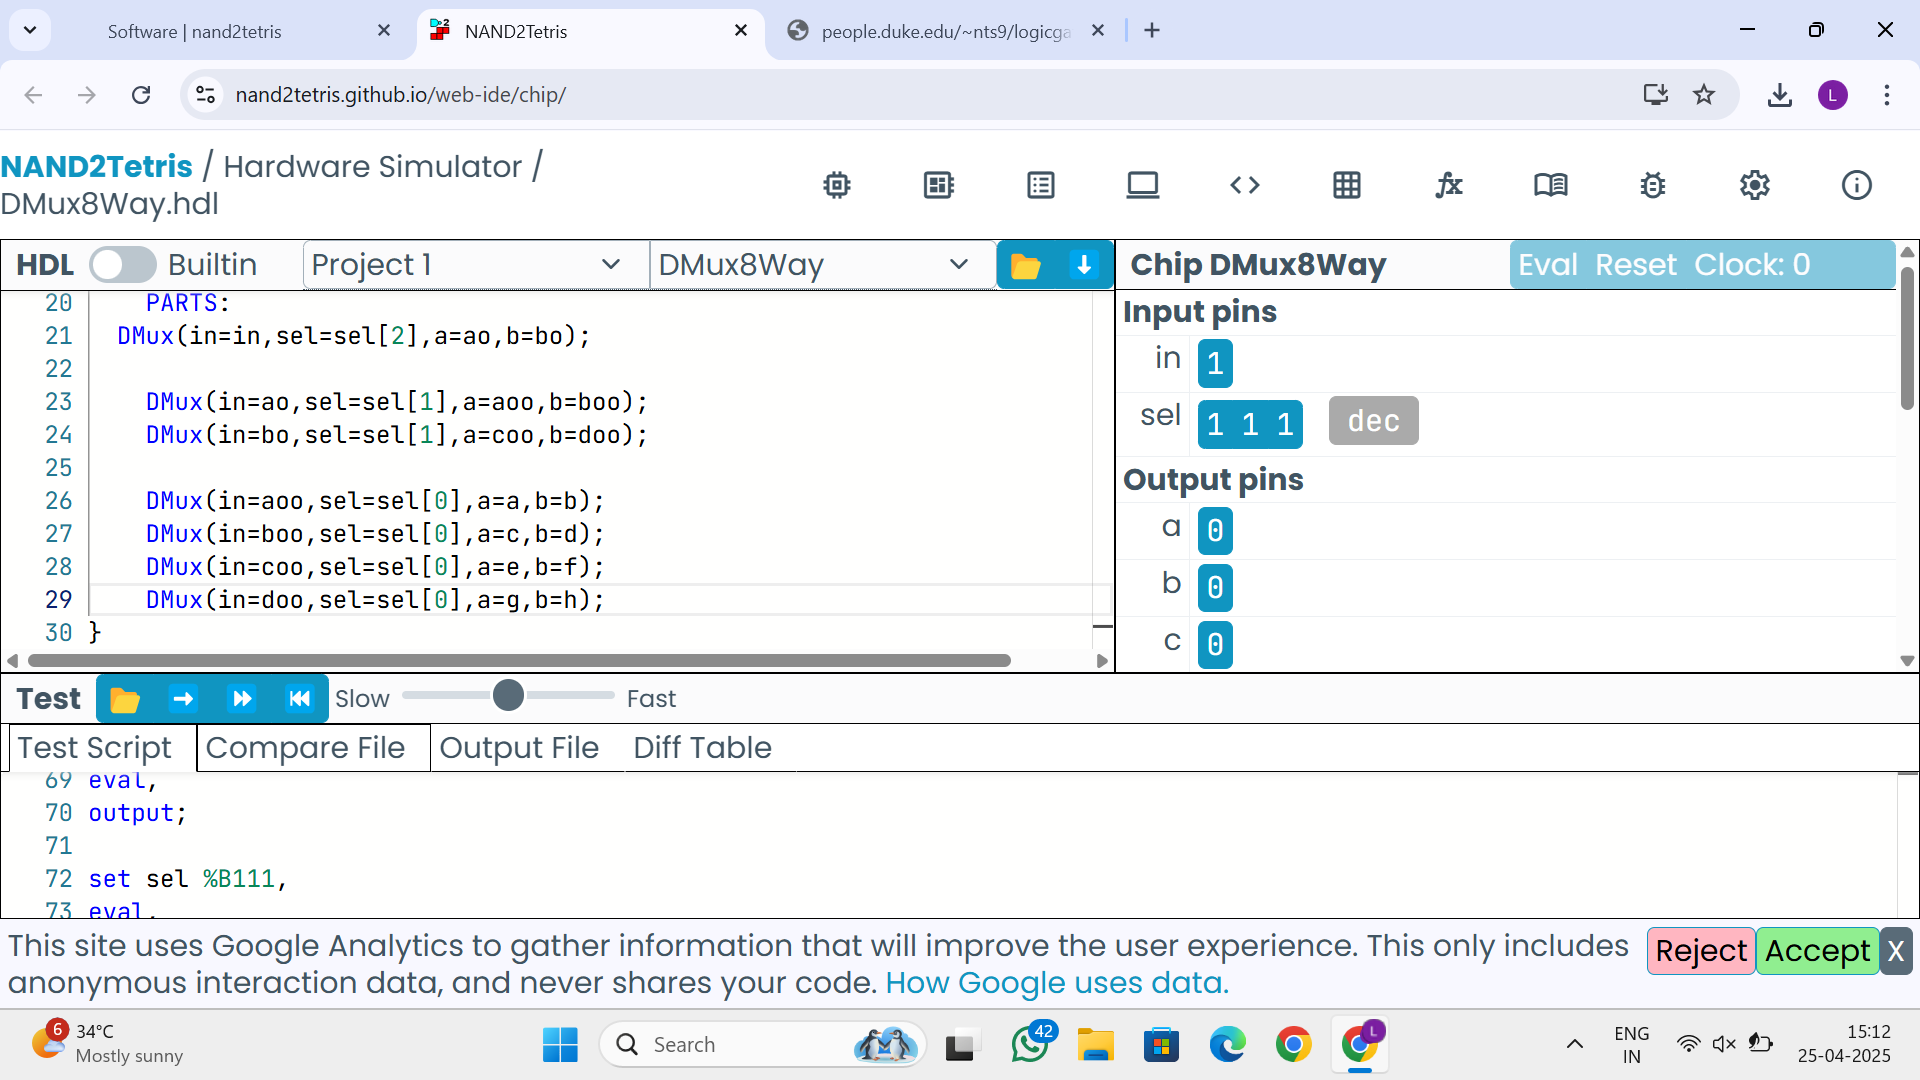 Software | nand2tetris
NAND2Tetris
people.duke.edu/~nts9/logicga
nand2tetris.github.io/web-ide/chip/
L
NAND2Tetris / Hardware Simulator /
DMux8Way.hdl
HDL Builtin Project 1 DMux8Way
20 PARTS:
21 DMux(in=in,sel=sel[2],a=ao,b=bo);
22
23 DMux(in=ao,sel=sel[1],a=aoo,b=boo);
24 DMux(in=bo,sel=sel[1],a=coo,b=doo);
25
26 DMux(in=aoo,sel=sel[0],a=a,b=b);
27 DMux(in=boo,sel=sel[0],a=c,b=d);
28 DMux(in=coo,sel=sel[0],a=e,b=f);
29 DMux(in=doo,sel=sel[0],a=g,b=h);
30 }
Chip DMux8Way Eval Reset Clock: 0
Input pins
in 1
sel 1 1 1 dec
Output pins
a 0
b 0
c 0
Test Slow Fast
Test Script Compare File Output File Diff Table
69 eval,
70 output;
71
72 set sel %B111,
73 eval,
This site uses Google Analytics to gather information that will improve the user experience. This only includes
anonymous interaction data, and never shares your code. How Google uses data.
Reject Accept X
6 34°C
Mostly sunny
Search
42
L
ENG
IN
15:12
25-04-2025